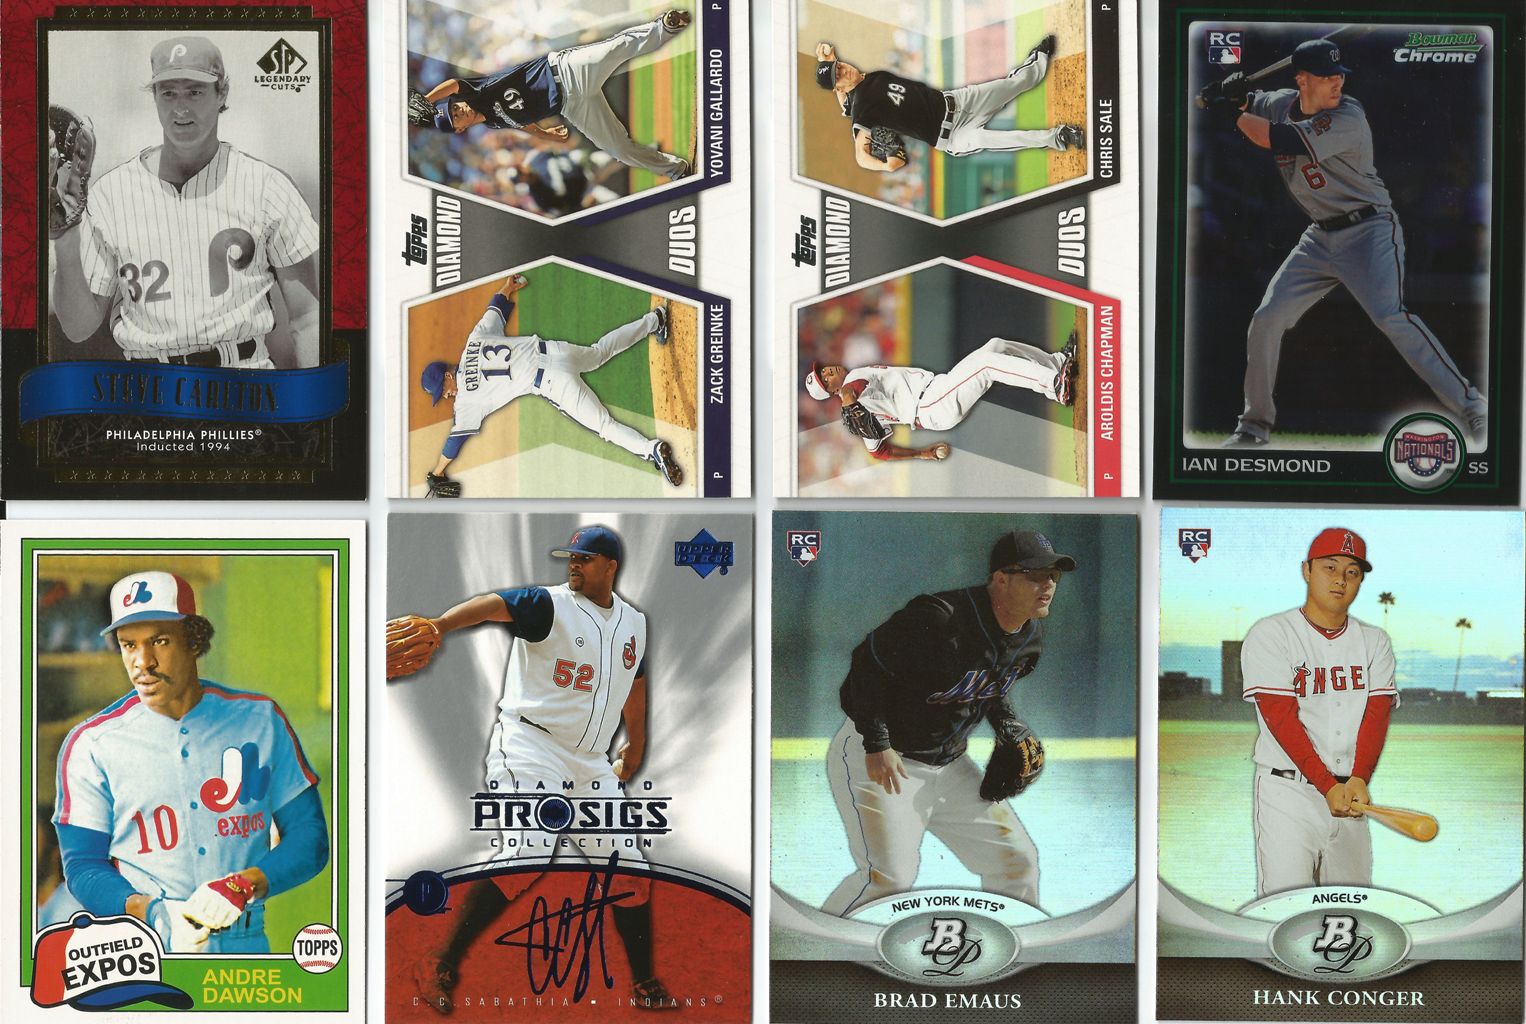 SP
LEGENDARY
CUTS
P
32
P
STEVE CARLTON
PHILADELPHIA PHILLIES®
Inducted 1994
YOVANI GALLARDO P
49
TOPPS
DIAMOND
DUOS
GREINKE
13
P ZACK GREINKE
CHRIS SALE P
49
TOPPS
DIAMOND
DUOS
P AROLDIS CHAPMAN
RC
Bowman
Chrome
W
6
IAN DESMOND
WASHINGTON
NATIONALS
SS
10
expos
OUTFIELD
EXPOS
TOPPS
ANDRE
DAWSON
UPPER
DECK
52
DIAMOND
PROSIGS
COLLECTION
P
C.C. SABATHIA - INDIANS®
RC
Mets
NEW YORK METS®
BP
BRAD EMAUS
RC
A
ANGE
ANGELS®
BP
HANK CONGER